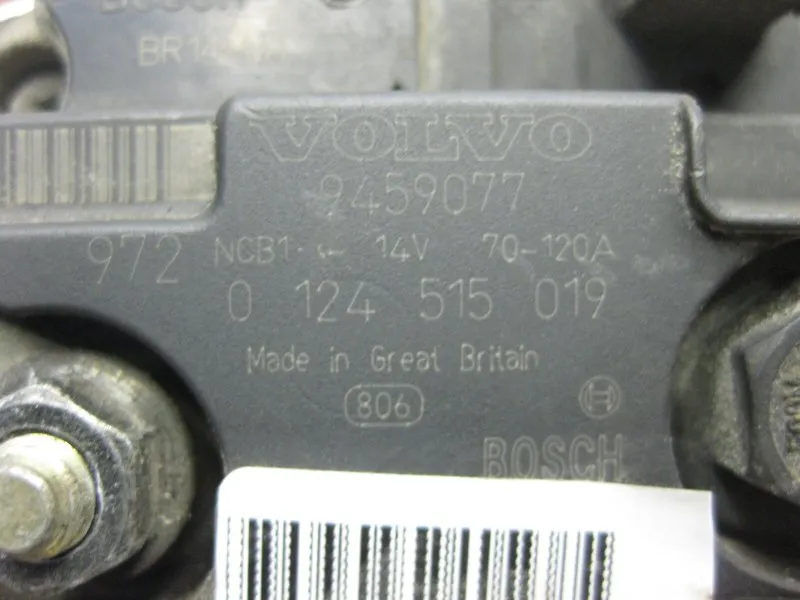 VOLVO
9459077
972 NCB1 ← 14V 70-120A
0 124 515 019
Made in Great Britain
806
BOSCH